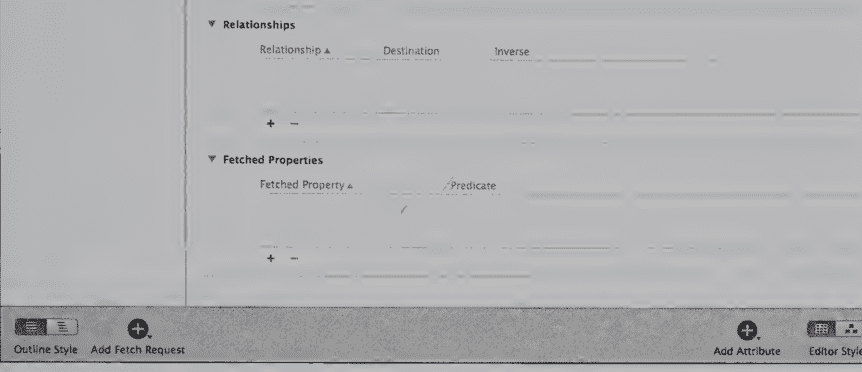 Relationships
Relationship Destination Inverse
+ −
Fetched Properties
Fetched Property Predicate
+ −
Outline Style Add Fetch Request Add Attribute Editor Style